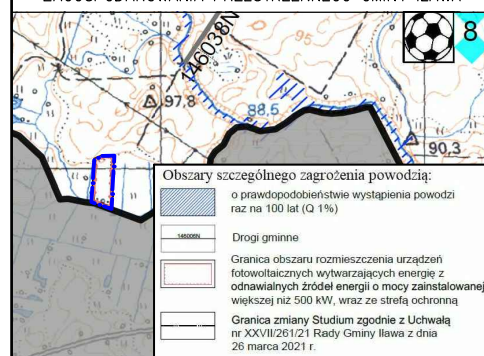 146038N
8
97.8
88.5
90.3
Obszary szczególnego zagrożenia powodzią:
o prawdopodobieństwie wystąpienia powodzi
raz na 100 lat (Q 1%)
146006N
Drogi gminne
Granica obszaru rozmieszczenia urządzeń
fotowoltaicznych wytwarzających energię z
odnawialnych źródeł energii o mocy zainstalowanej
większej niż 500 kW, wraz ze strefą ochronną
Granica zmiany Studium zgodnie z Uchwałą
nr XXVII/261/21 Rady Gminy Iława z dnia
26 marca 2021 r.